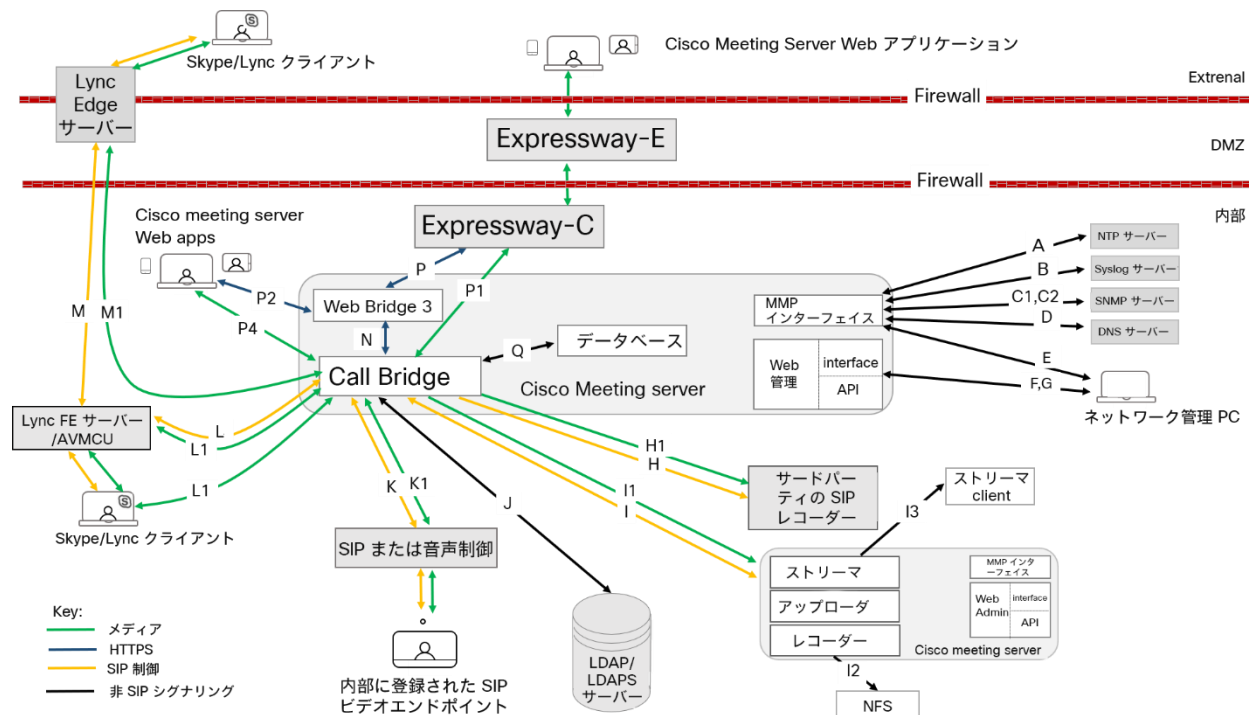 Skype/Lync クライアント
Cisco Meeting Server Web アプリケーション
Lync
Edge
サーバー
Extrenal
Firewall
Expressway-E
DMZ
Firewall
内部
Cisco meeting server
Web apps
Expressway-C
A
NTP サーバー
B
Syslog サーバー
C1,C2
SNMP サーバー
D
DNS サーバー
P
P1
P2
P4
Web Bridge 3
MMP
インターフェイス
M
M1
N
Q
データベース
Call Bridge
Cisco Meeting server
Web
管理
interface
API
E
F,G
ネットワーク管理 PC
Lync FE サーバー
/AVMCU
L
L1
L1
H1
H
K
K1
J
I1
I
サードパー
ティの SIP
レコーダー
ストリーマ
client
I3
Skype/Lync クライアント
SIP または音声制御
ストリーマ
アップローダ
レコーダー
MMP インタ
ーフェイス
Web
Admin
interface
API
Cisco meeting server
I2
NFS
Key:
メディア
HTTPS
SIP 制御
非 SIP シグナリング
内部に登録された SIP
ビデオエンドポイント
LDAP/
LDAPS
サーバー